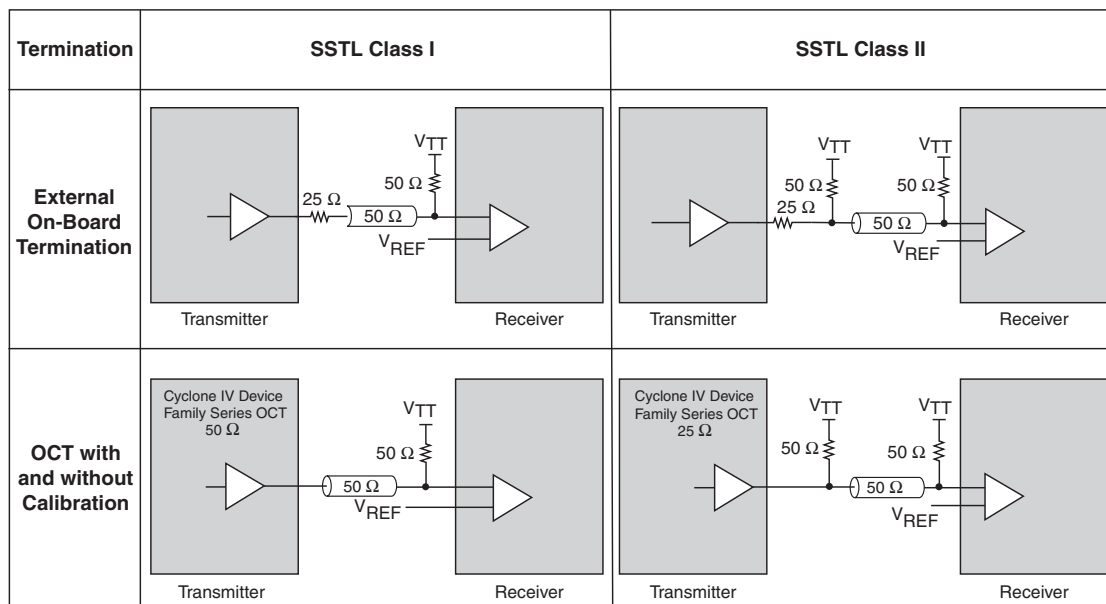 Termination
SSTL Class I
SSTL Class II
External
On-Board
Termination
VTT
50 Ω
25 Ω
50 Ω
VREF
Transmitter
Receiver
VTT
VTT
50 Ω
50 Ω
25 Ω
50 Ω
VREF
Transmitter
Receiver
OCT with
and without
Calibration
Cyclone IV Device
Family Series OCT
50 Ω
VTT
50 Ω
50 Ω
VREF
Transmitter
Receiver
Cyclone IV Device
Family Series OCT
25 Ω
VTT
VTT
50 Ω
50 Ω
50 Ω
VREF
Transmitter
Receiver